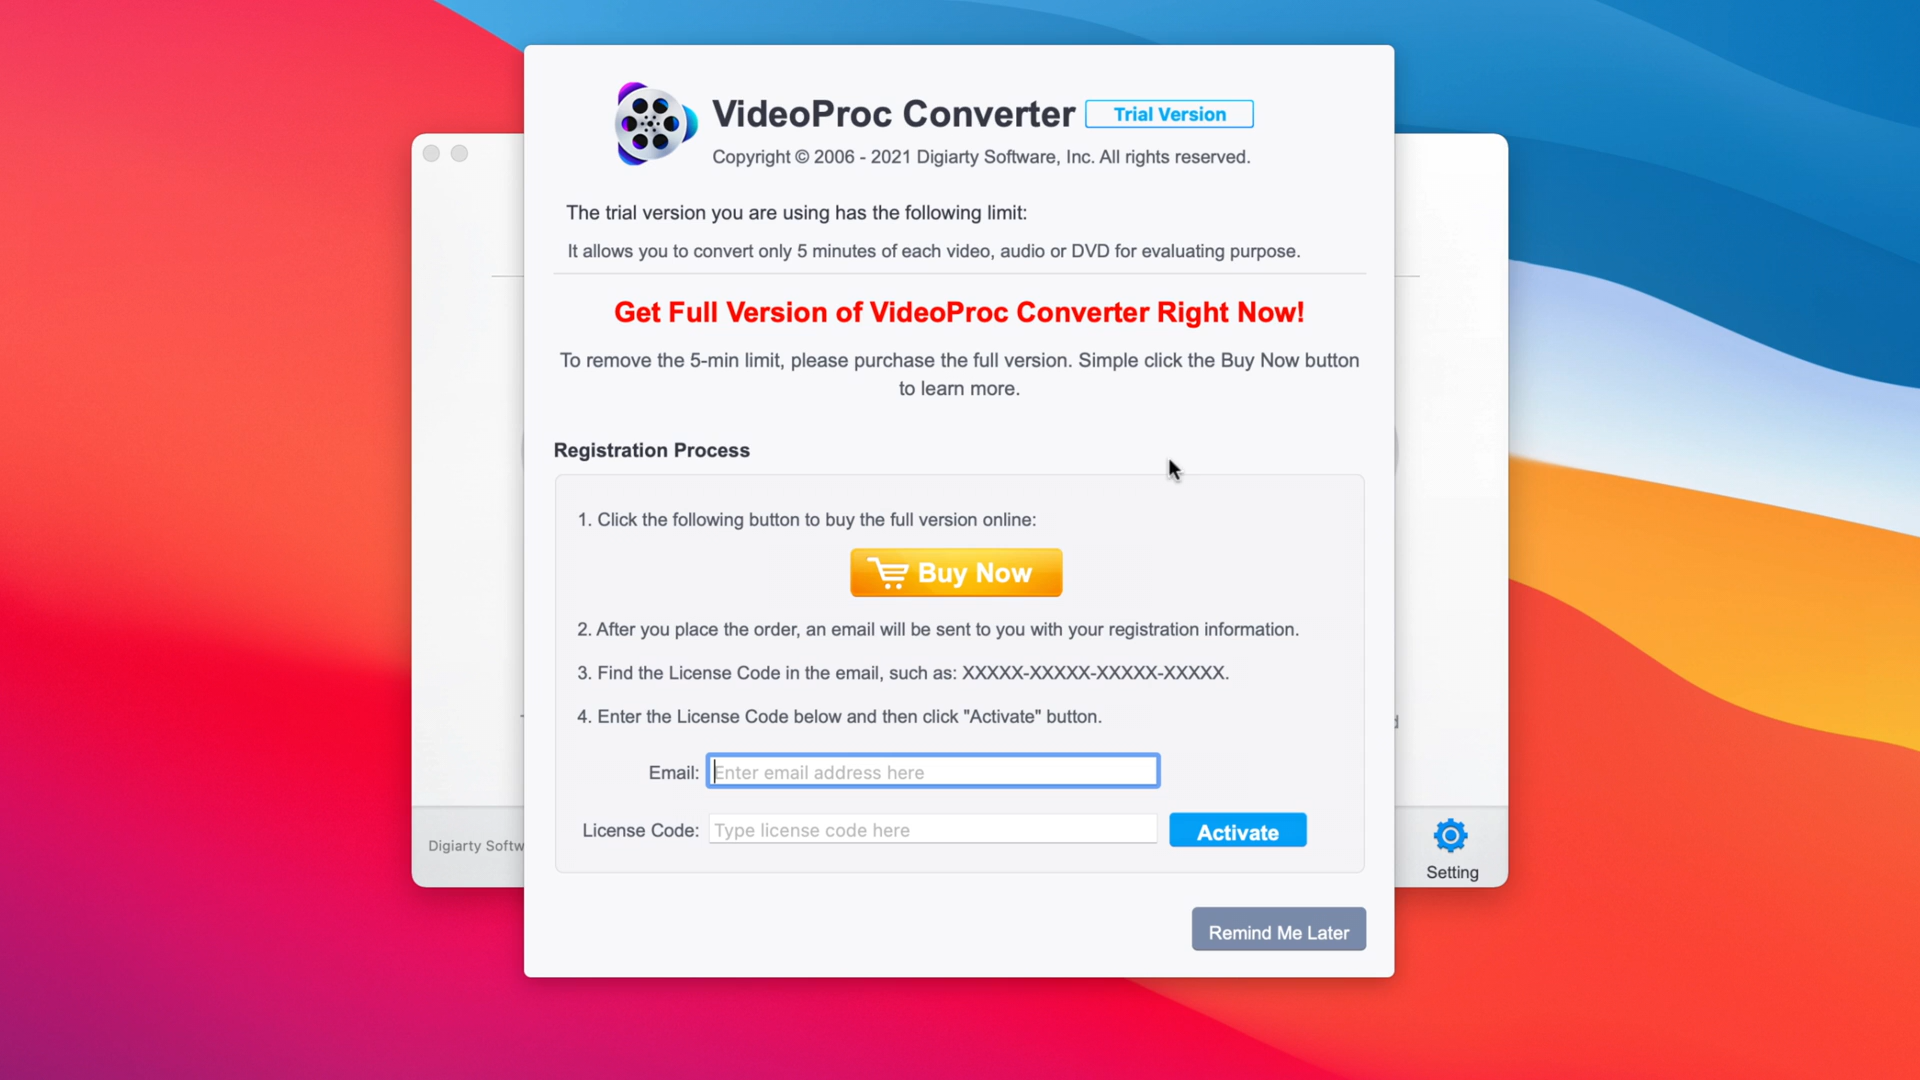 VideoProc Converter Trial Version
Copyright © 2006 - 2021 Digiarty Software, Inc. All rights reserved.
The trial version you are using has the following limit:
It allows you to convert only 5 minutes of each video, audio or DVD for evaluating purpose.
Get Full Version of VideoProc Converter Right Now!
To remove the 5-min limit, please purchase the full version. Simple click the Buy Now button
to learn more.
Registration Process
1. Click the following button to buy the full version online:
Buy Now
2. After you place the order, an email will be sent to you with your registration information.
3. Find the License Code in the email, such as: XXXXX-XXXXX-XXXXX-XXXXX.
4. Enter the License Code below and then click "Activate" button.
Email: Enter email address here
License Code: Type license code here Activate
Digiarty Softw
Setting
Remind Me Later